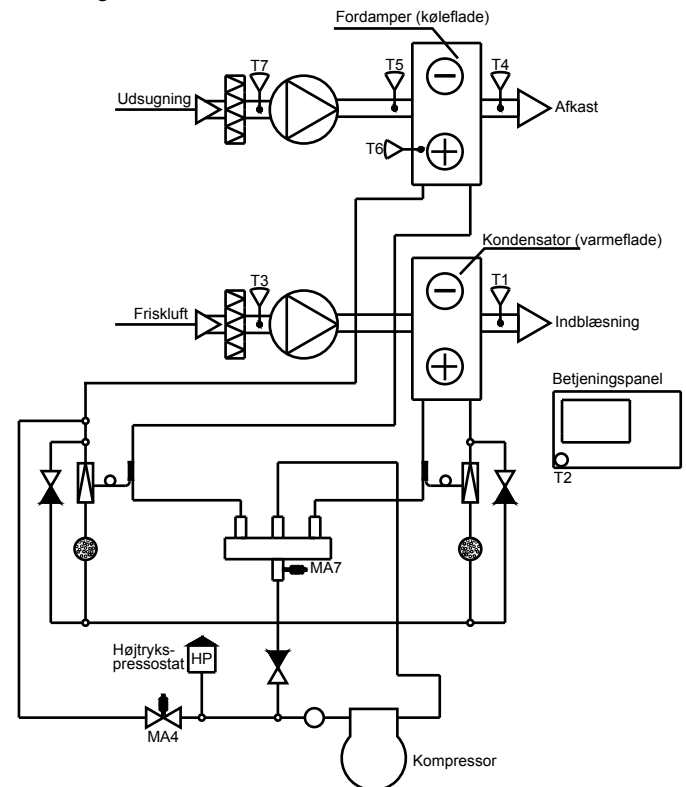 Fordamper (køleflade)
T7
T5
T4
Udsugning
Afkast
T6
Kondensator (varmeflade)
T3
T1
Friskluft
Indblæsning
Betjeningspanel
T2
MA7
Højtryks-
pressostat
HP
MA4
Kompressor